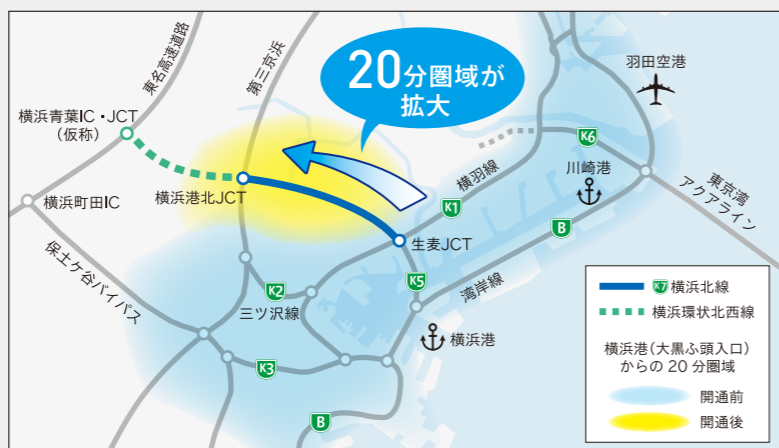 20分圏域が
拡大
東名高速道路
第三京浜
羽田空港
横浜青葉IC・JCT
（仮称）
K6
横羽線
川崎港
横浜港北JCT
K1
東京湾
アクアライン
横浜町田IC
B
生麦JCT
保土ケ谷バイパス
K2
K5
湾岸線
三ツ沢線
横浜港
K3
B
K7 横浜北線
横浜環状北西線
横浜港（大黒ふ頭入口）
からの20分圏域
開通前
開通後